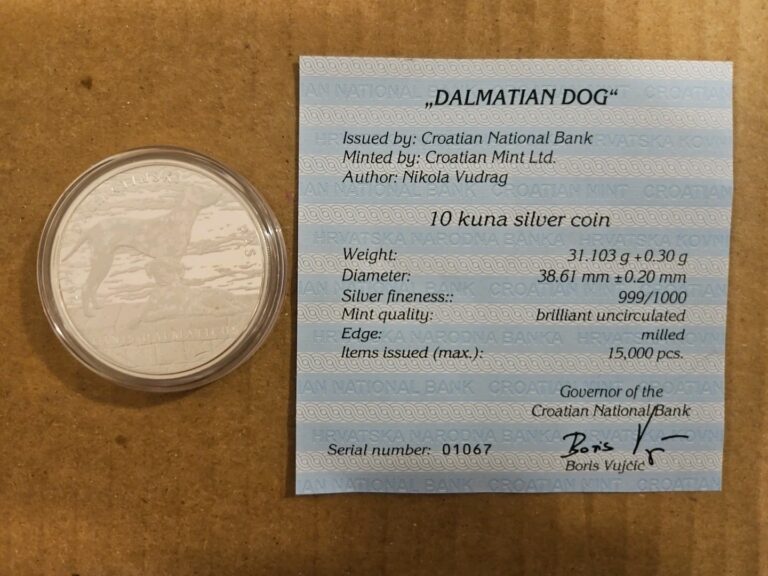 „DALMATIAN DOG“
Issued by: Croatian National Bank
Minted by: Croatian Mint Ltd.
Author: Nikola Vudrag
10 kuna silver coin
Weight: 31.103 g +0.30 g
Diameter: 38.61 mm ±0.20 mm
Silver fineness:: 999/1000
Mint quality: brilliant uncirculated
Edge: milled
Items issued (max.): 15,000 pcs.
Governor of the
Croatian National Bank
Serial number: 01067
Boris
Boris Vujčić